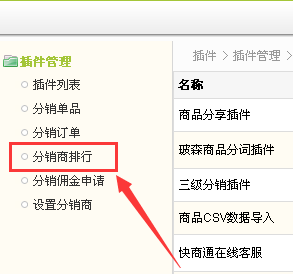 插件管理
插件列表
分销单品
分销订单
分销商排行
分销佣金申请
设置分销商
插件 > 插件管理 >
名称
商品分享插件
玻森商品分词插件
三级分销插件
商品CSV数据导入
快商通在线客服